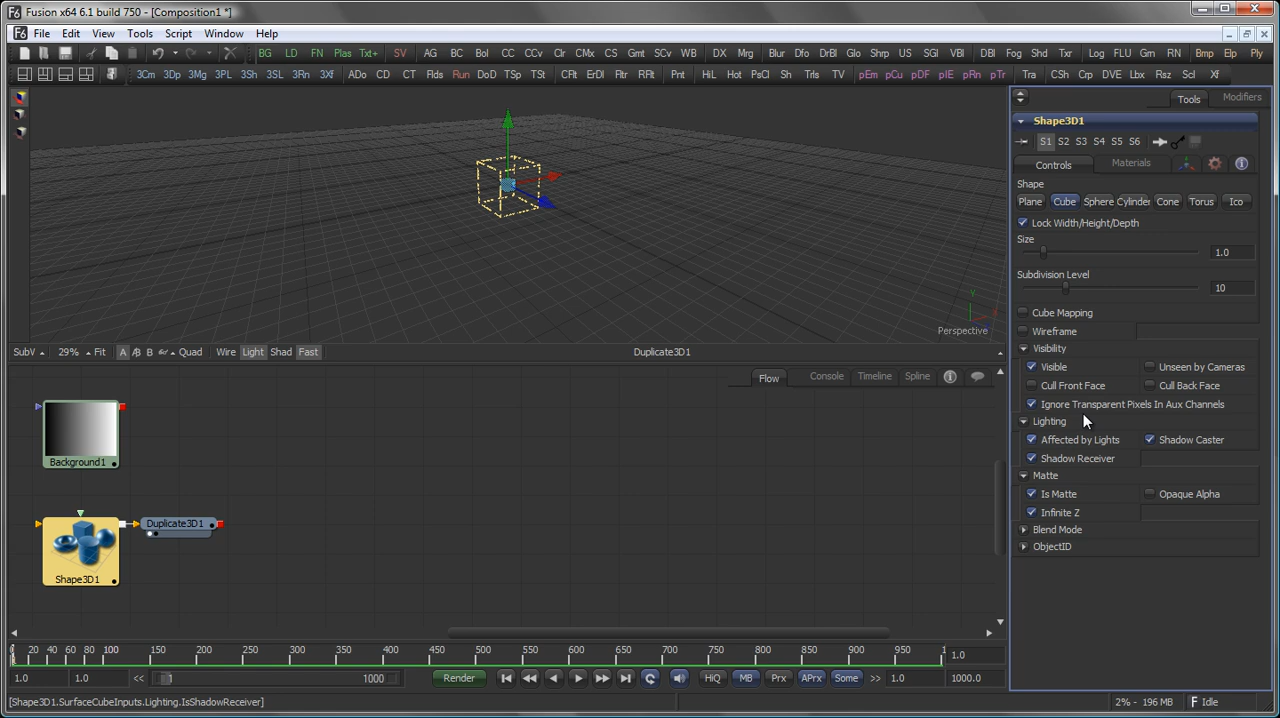 Fusion x64 6.1 build 750 - [Composition1 *]
File Edit View Tools Script Window Help
BG LD FN Plas Txt+ SV AG BC Bol CC CCv Clr CMx CS Gmt SCv WB DX Mrg Blur Dfo DrBl Glo Shrp US SGI VBl DBl Fog Shd Txr Log FLU Gm RN Bmp Elp Ply
3Cm 3Dp 3Mg 3PL 3Sh 3SL 3Rn 3Xf ADo CD CT Flds Run DoD TSp TSt CFlt ErDl Fltr RFlt Pnt HiL Hot PsCl Sh Trls TV pEm pCu pDF pIE pRn pTr Tra CSh Crp DVE Lbx Rsz Scl Xf
Tools Modifiers
Shape3D1
S1 S2 S3 S4 S5 S6
Controls Materials
Shape
Plane Cube Sphere Cylinder Cone Torus Ico
Lock Width/Height/Depth
Size
1.0
Subdivision Level
10
Cube Mapping
Wireframe
Visibility
Visible Unseen by Cameras
Cull Front Face Cull Back Face
Ignore Transparent Pixels In Aux Channels
Lighting
Affected by Lights Shadow Caster
Shadow Receiver
Matte
Is Matte Opaque Alpha
Infinite Z
Blend Mode
ObjectID
Y
Perspective
SubV 29% Fit A B Quad Wire Light Shad Fast Duplicate3D1
Flow Console Timeline Spline
Background1
Duplicate3D1
Shape3D1
0 20 40 60 80 100 150 200 250 300 350 400 450 500 550 600 650 700 750 800 850 900 950 1 1.0
1.0 1.0 << 1 1000 Render HiQ MB Prx APrx Some >> 1.0 1000.0
[Shape3D1.SurfaceCubeInputs.Lighting.IsShadowReceiver] 2% - 196 MB Idle